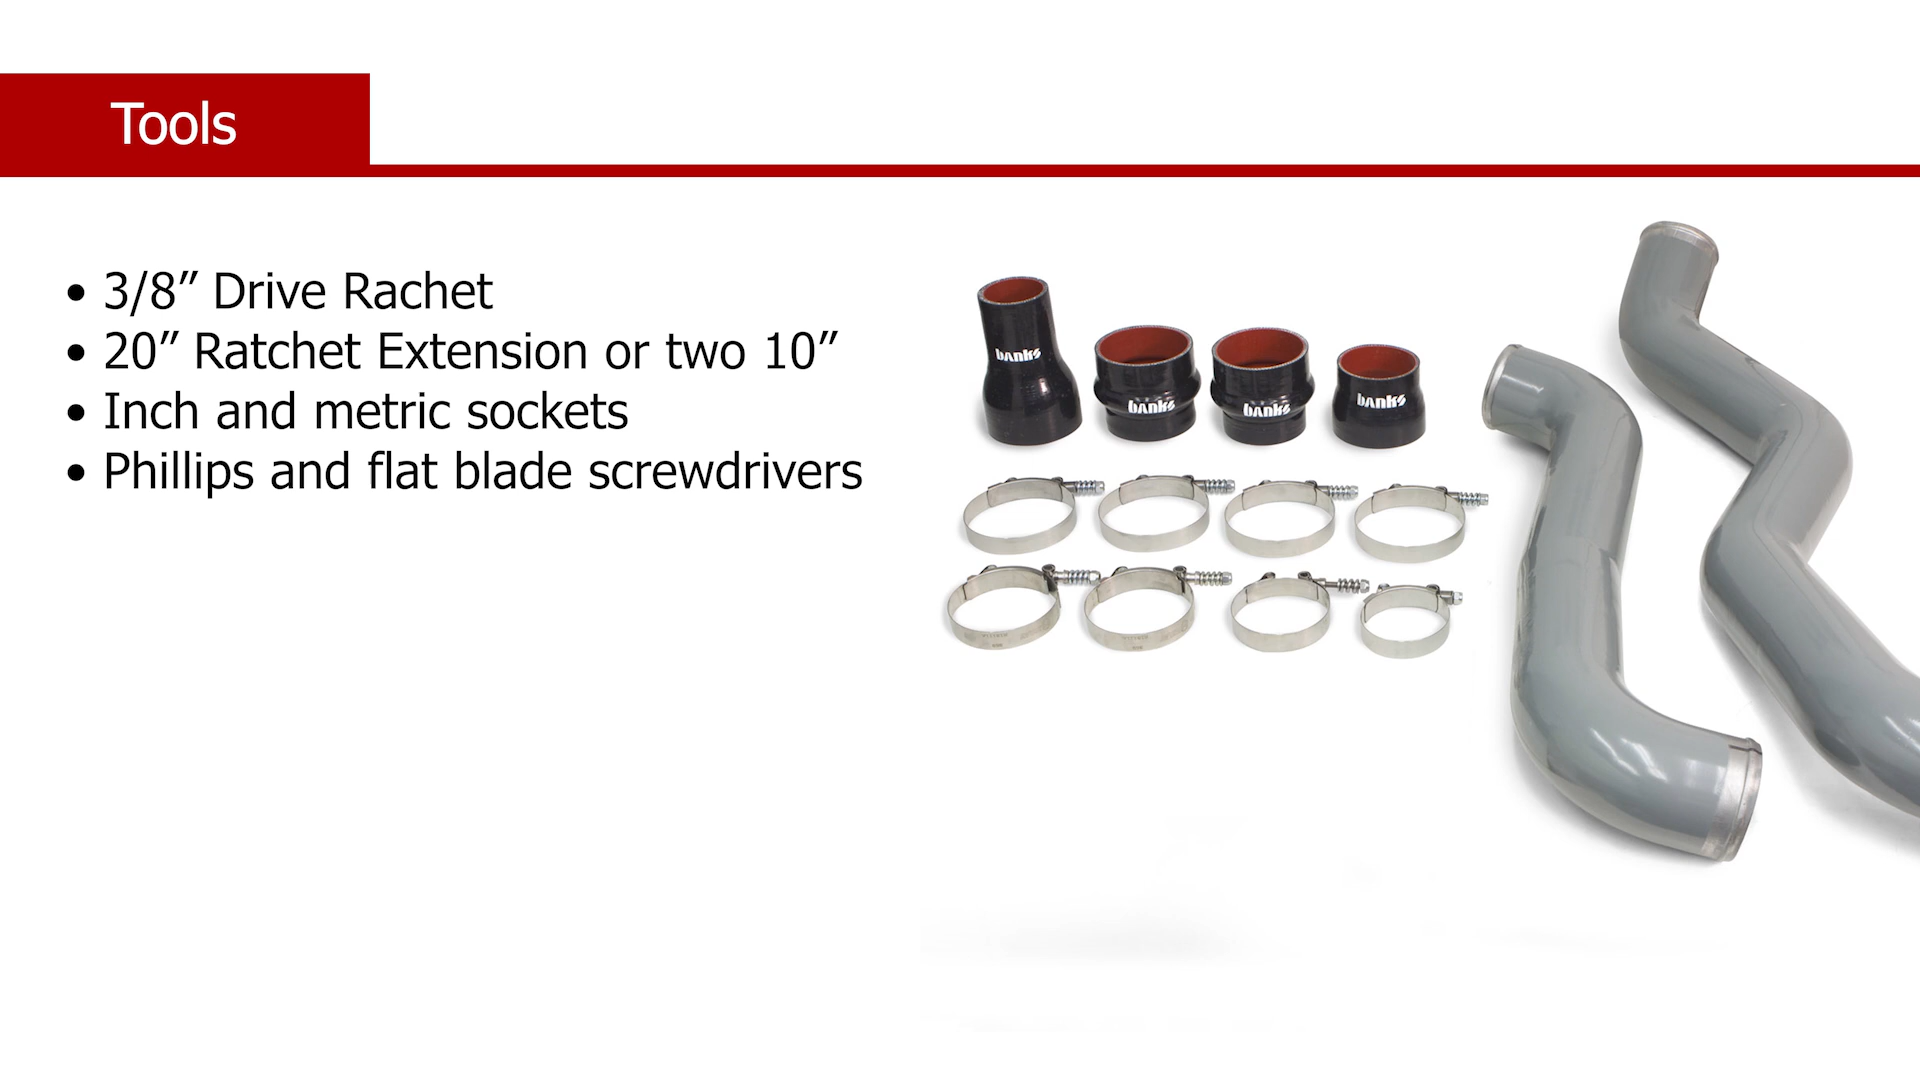 Tools
• 3/8” Drive Rachet
• 20” Ratchet Extension or two 10”
• Inch and metric sockets
• Phillips and flat blade screwdrivers
banks
banks
banks
banks